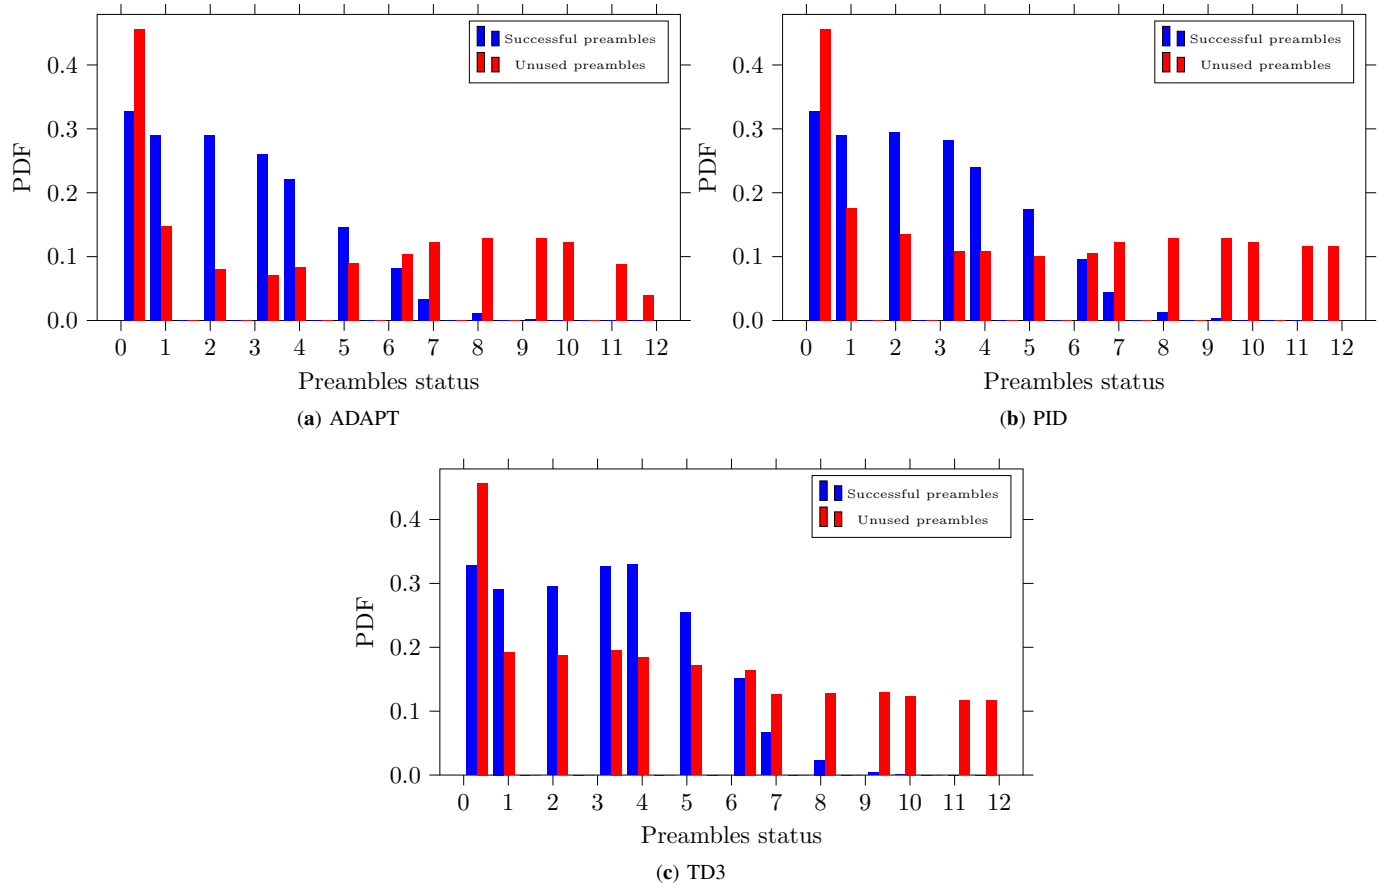 Successful preambles
Unused preambles
0.4
0.3
0.2
0.1
0.0
PDF
0 1 2 3 4 5 6 7 8 9 10 11 12
Preambles status
(a) ADAPT
Successful preambles
Unused preambles
0.4
0.3
0.2
0.1
0.0
PDF
0 1 2 3 4 5 6 7 8 9 10 11 12
Preambles status
(b) PID
Successful preambles
Unused preambles
0.4
0.3
0.2
0.1
0.0
PDF
0 1 2 3 4 5 6 7 8 9 10 11 12
Preambles status
(c) TD3